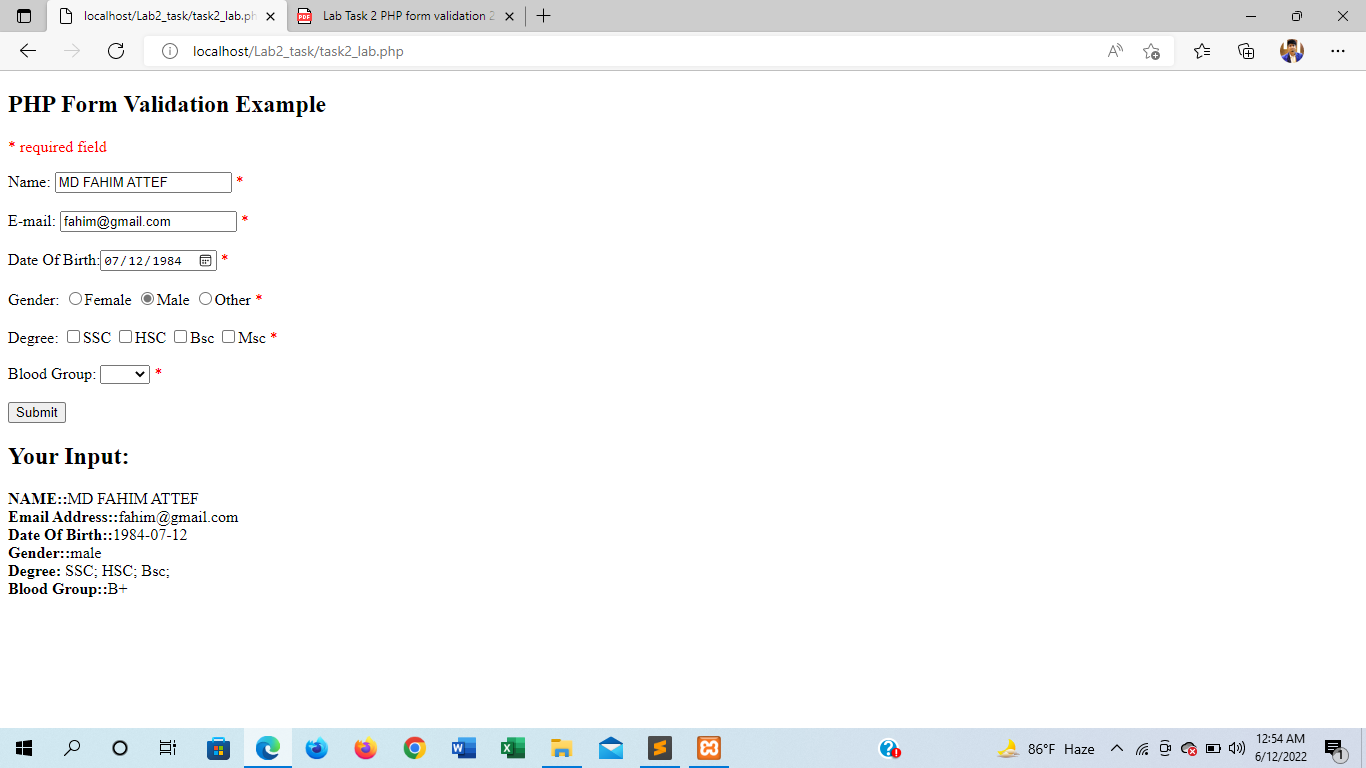 localhost/Lab2_task/task2_lab.ph
Lab Task 2 PHP form validation 2
localhost/Lab2_task/task2_lab.php
PHP Form Validation Example
* required field
Name: MD FAHIM ATTEF *
E-mail: fahim@gmail.com *
Date Of Birth: 07/12/1984 *
Gender: Female Male Other *
Degree: SSC HSC Bsc Msc *
Blood Group: *
Submit
Your Input:
NAME::MD FAHIM ATTEF
Email Address::fahim@gmail.com
Date Of Birth::1984-07-12
Gender::male
Degree: SSC; HSC; Bsc;
Blood Group::B+
86°F Haze
12:54 AM
6/12/2022
1